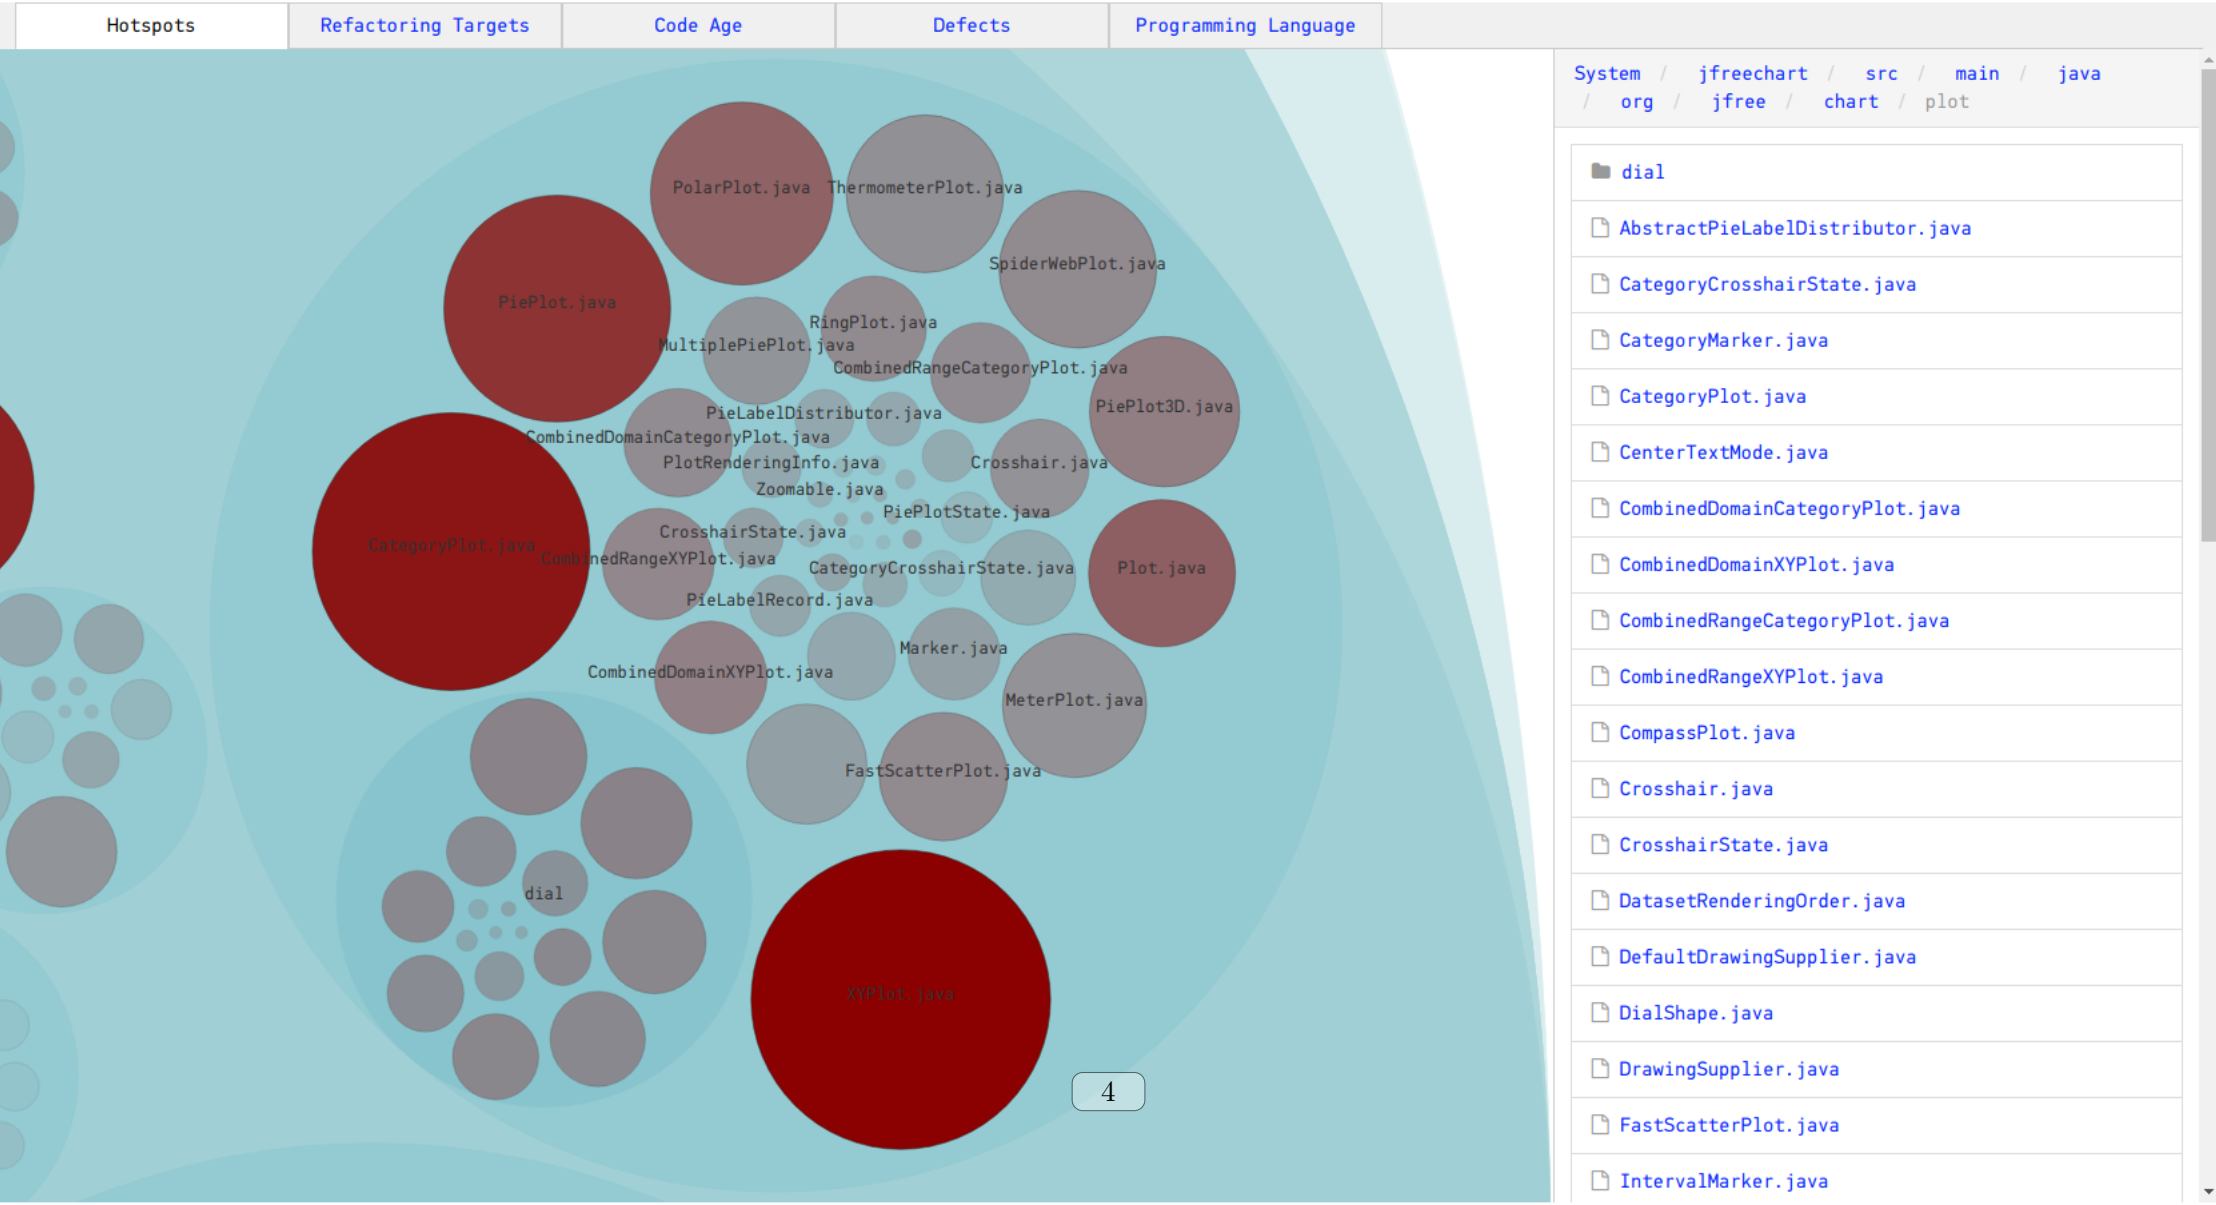 Hotspots
Refactoring Targets
Code Age
Defects
Programming Language
System / jfreechart / src / main / java
/ org / jfree / chart / plot
dial
AbstractPieLabelDistributor.java
CategoryCrosshairState.java
CategoryMarker.java
CategoryPlot.java
CenterTextMode.java
CombinedDomainCategoryPlot.java
CombinedDomainXYPlot.java
CombinedRangeCategoryPlot.java
CombinedRangeXYPlot.java
CompassPlot.java
Crosshair.java
CrosshairState.java
DatasetRenderingOrder.java
DefaultDrawingSupplier.java
DialShape.java
DrawingSupplier.java
FastScatterPlot.java
IntervalMarker.java
PolarPlot.java
ThermometerPlot.java
SpiderWebPlot.java
PiePlot.java
RingPlot.java
MultiplePiePlot.java
CombinedRangeCategoryPlot.java
PiePlot3D.java
PieLabelDistributor.java
CombinedDomainCategoryPlot.java
PlotRenderingInfo.java
Crosshair.java
Zoomable.java
PiePlotState.java
CrosshairState.java
CategoryPlot.java
CombinedRangeXYPlot.java
CategoryCrosshairState.java
Plot.java
PieLabelRecord.java
Marker.java
CombinedDomainXYPlot.java
MeterPlot.java
FastScatterPlot.java
dial
XYPlot.java
4